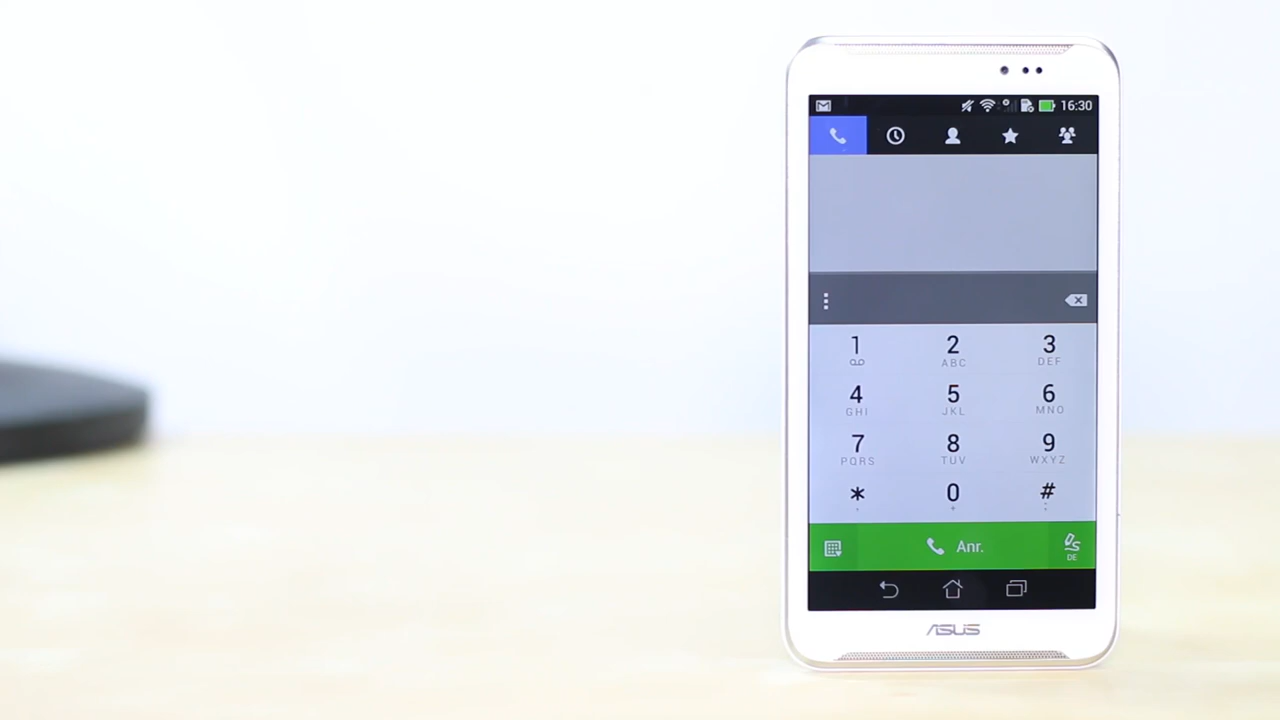 16:30
1 2 3
ABC DEF
4 5 6
GHI JKL MNO
7 8 9
PQRS TUV WXYZ
* 0 #
+ ;
Anr.
DE
ASUS